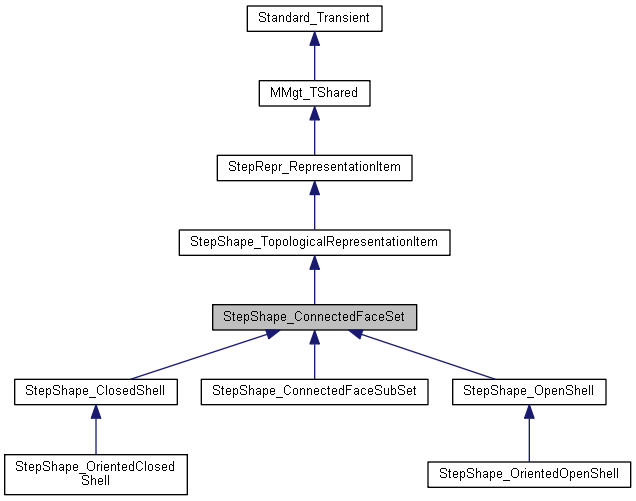 Standard_Transient
MMgt_TShared
StepRepr_RepresentationItem
StepShape_TopologicalRepresentationItem
StepShape_ConnectedFaceSet
StepShape_ClosedShell
StepShape_ConnectedFaceSubSet
StepShape_OpenShell
StepShape_OrientedClosed
Shell
StepShape_OrientedOpenShell